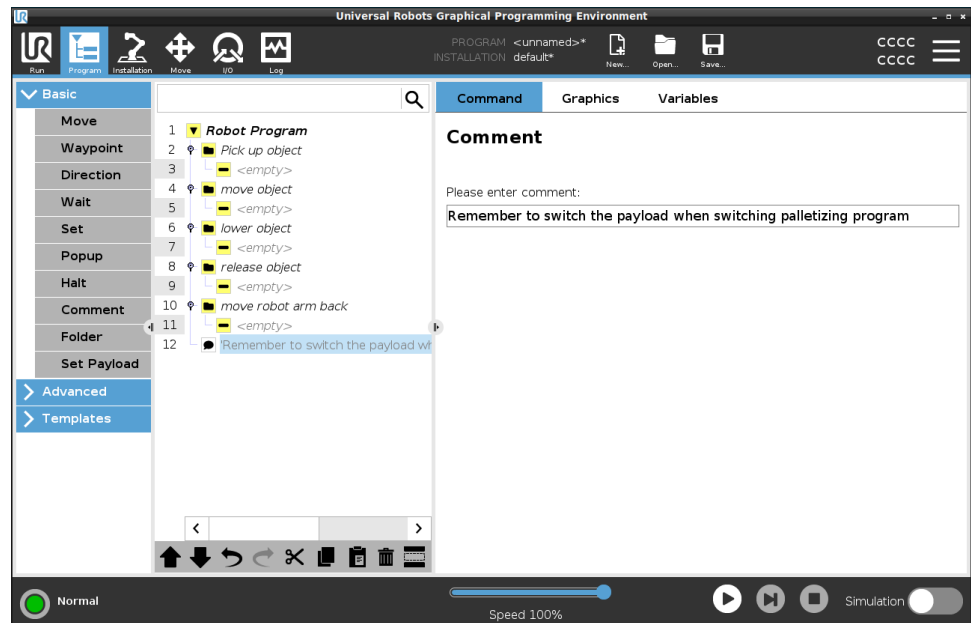 Universal Robots Graphical Programming Environment
UR
Run
Program
Installation
Move
I/O
Log
PROGRAM <unnamed>*
INSTALLATION default*
New...
Open...
Save...
CCCC
CCCC
Basic
Move
Waypoint
Direction
Wait
Set
Popup
Halt
Comment
Folder
Set Payload
Advanced
Templates
1 Robot Program
2 Pick up object
3 <empty>
4 move object
5 <empty>
6 lower object
7 <empty>
8 release object
9 <empty>
10 move robot arm back
11 <empty>
12 'Remember to switch the payload wh
Command Graphics Variables
Comment
Please enter comment:
Remember to switch the payload when switching palletizing program
Normal
Speed 100%
Simulation